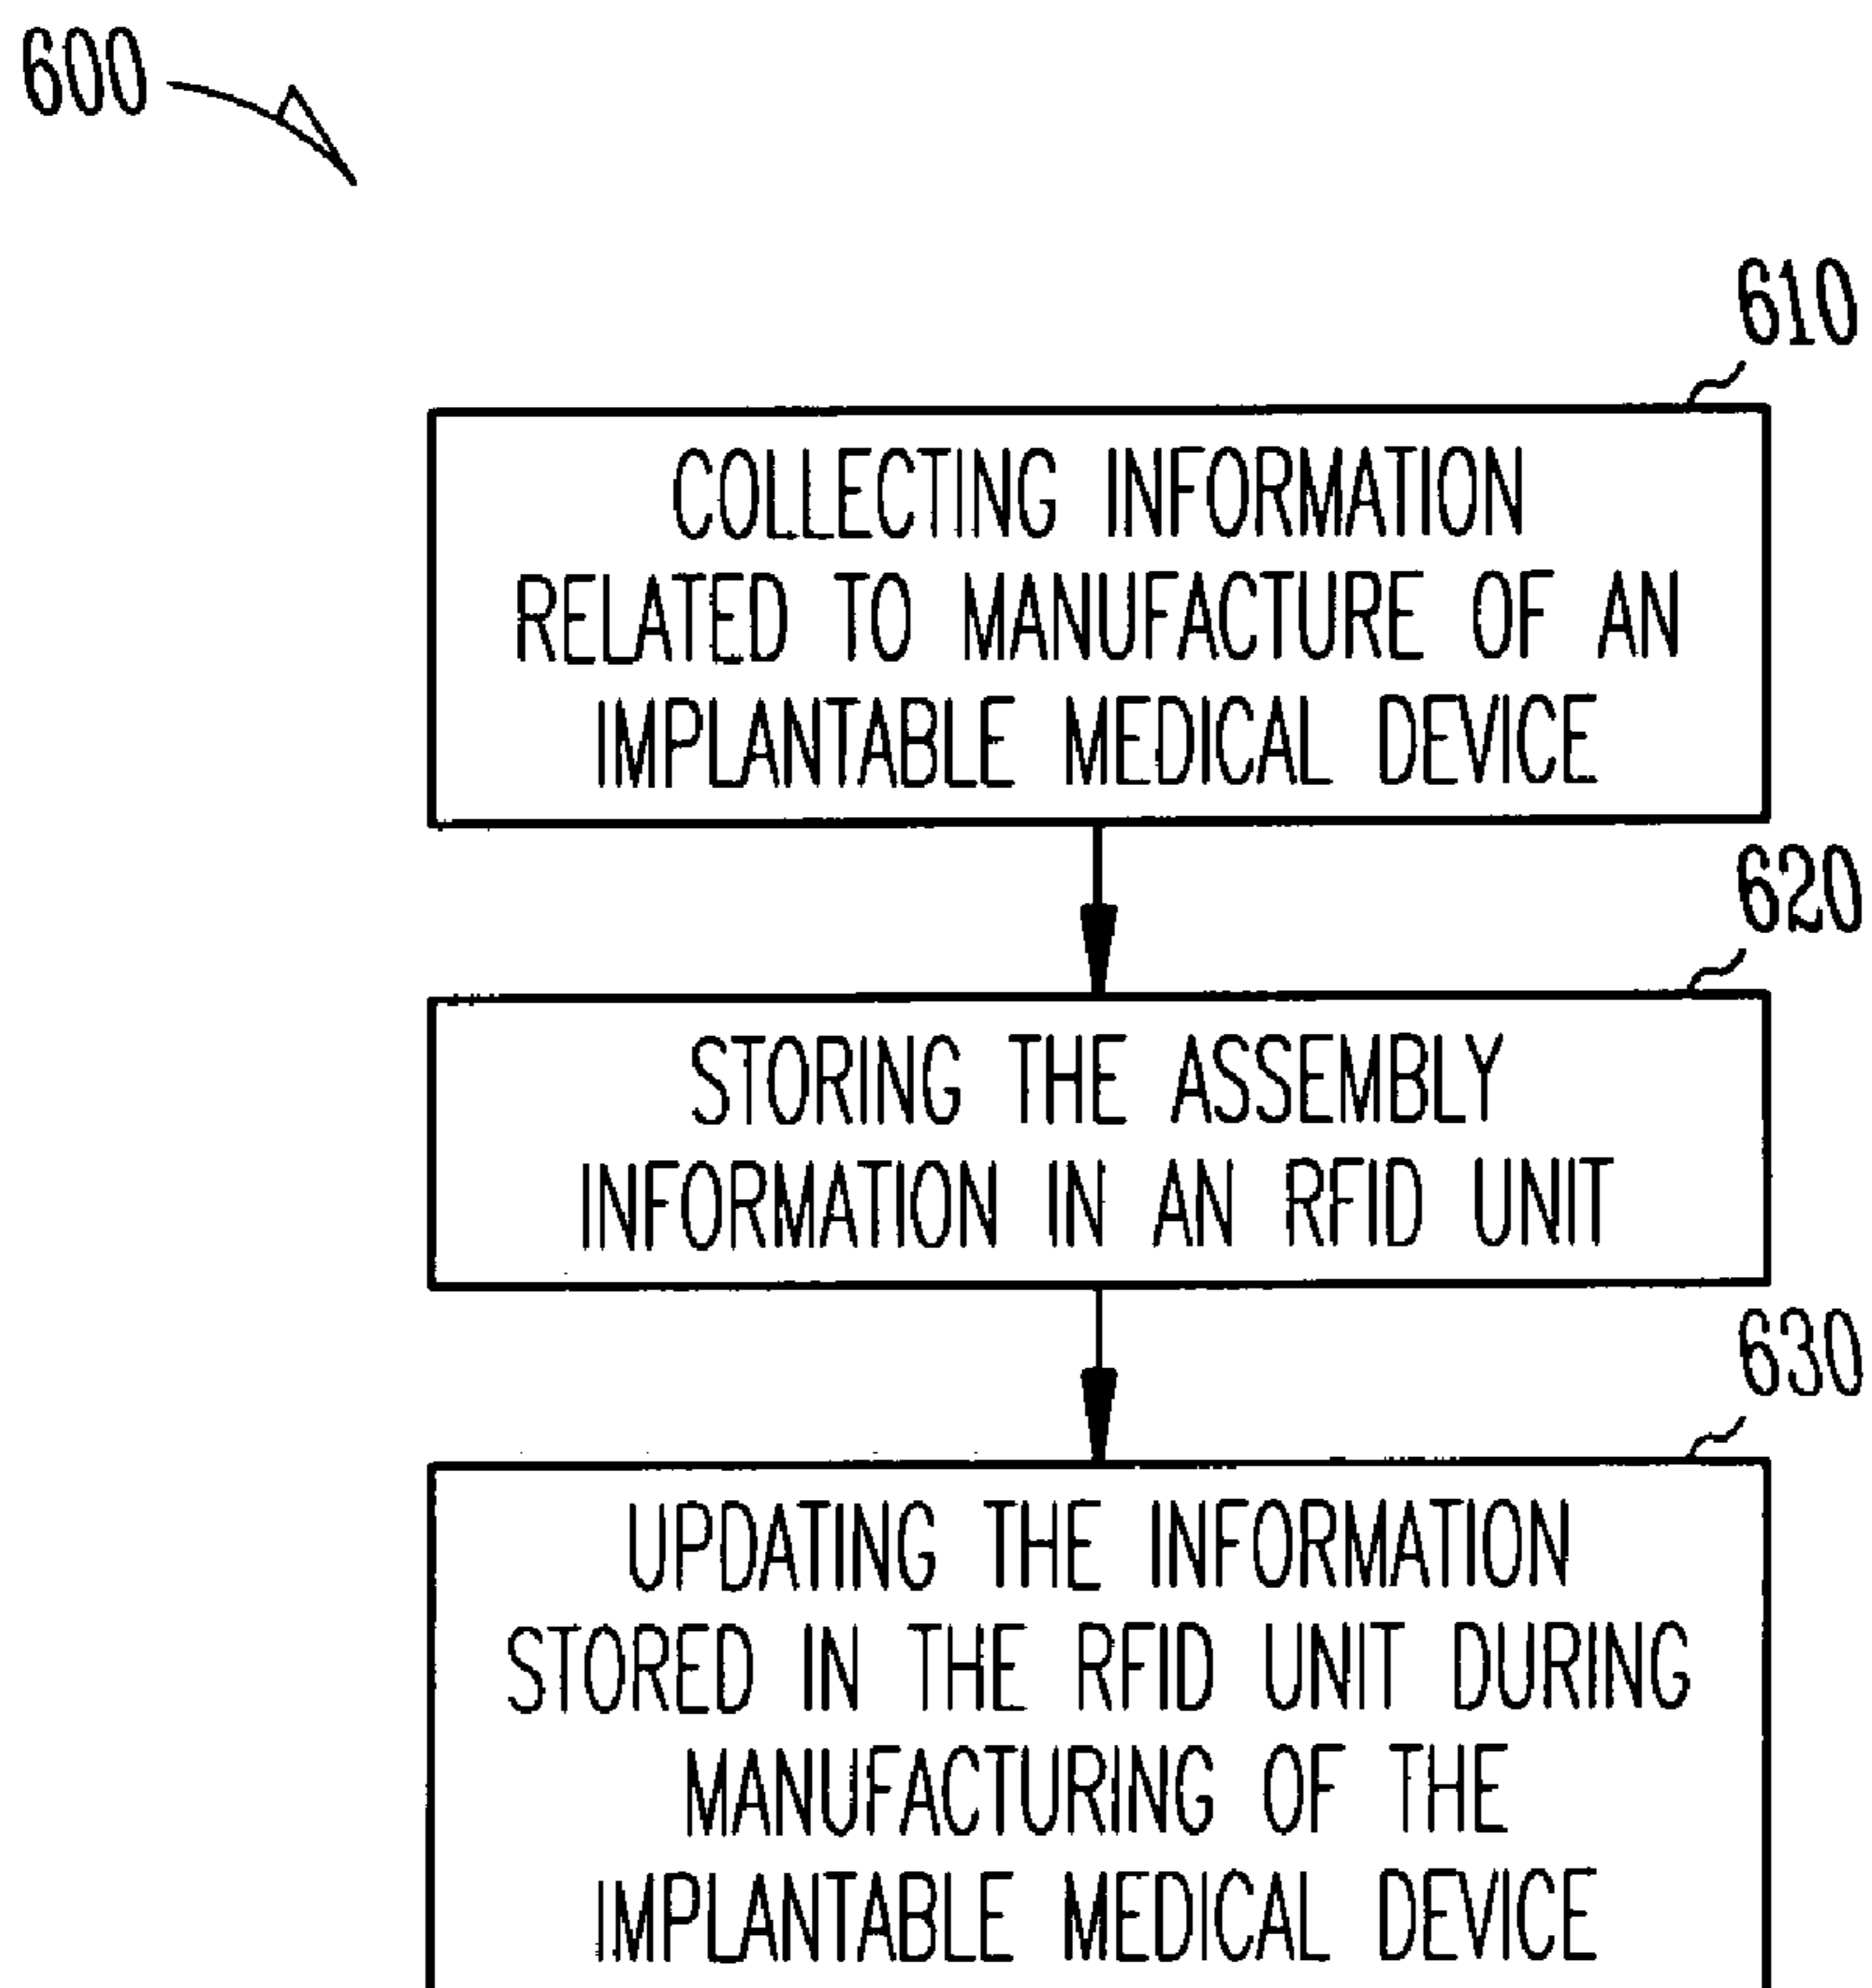 600
610
COLLECTING INFORMATION
RELATED TO MANUFACTURE OF AN
IMPLANTABLE MEDICAL DEVICE
620
STORING THE ASSEMBLY
INFORMATION IN AN RFID UNIT
630
UPDATING THE INFORMATION
STORED IN THE RFID UNIT DURING
MANUFACTURING OF THE
IMPLANTABLE MEDICAL DEVICE